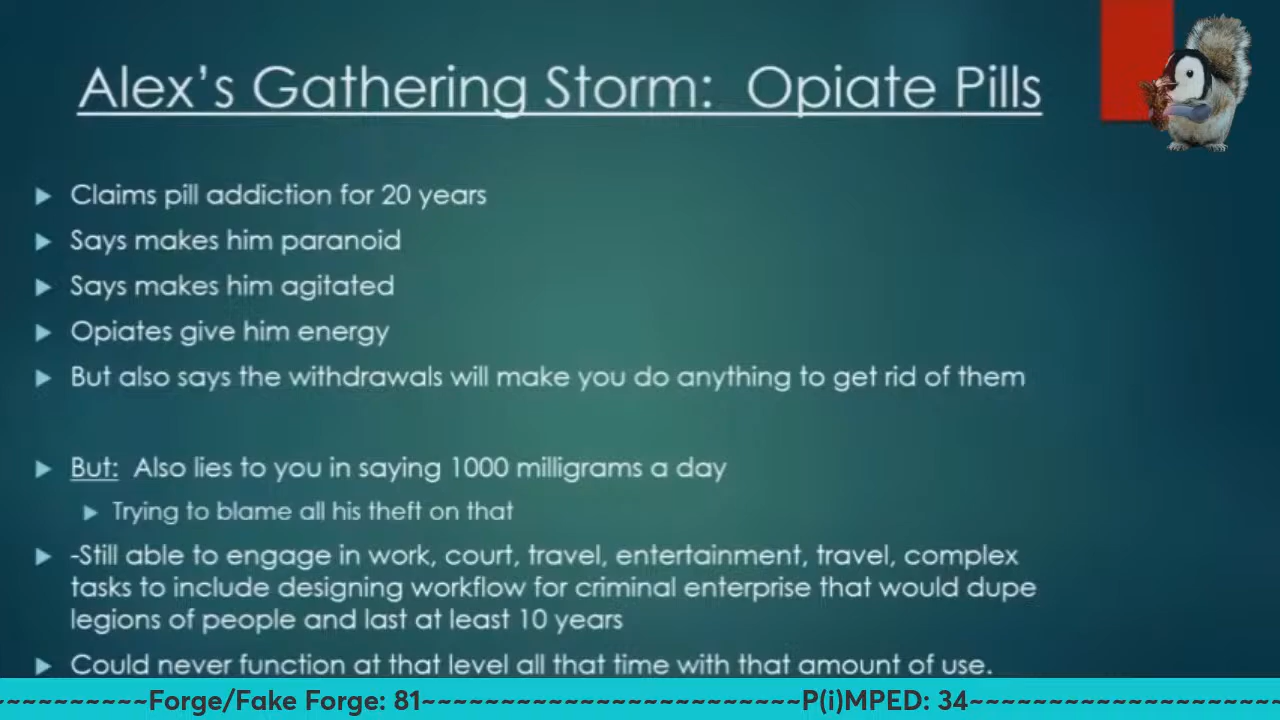 Alex's Gathering Storm: Opiate Pills
Claims pill addiction for 20 years
Says makes him paranoid
Says makes him agitated
Opiates give him energy
But also says the withdrawals will make you do anything to get rid of them
But: Also lies to you in saying 1000 milligrams a day
Trying to blame all his theft on that
-Still able to engage in work, court, travel, entertainment, travel, complex
tasks to include designing workflow for criminal enterprise that would dupe
legions of people and last at least 10 years
Could never function at that level all that time with that amount of use.
~~~~~~~~~~Forge/Fake Forge: 81~~~~~~~~~~~~~~~~~~~~~~~~P(i)MPED: 34~~~~~~~~~~~~~~~~~~~~